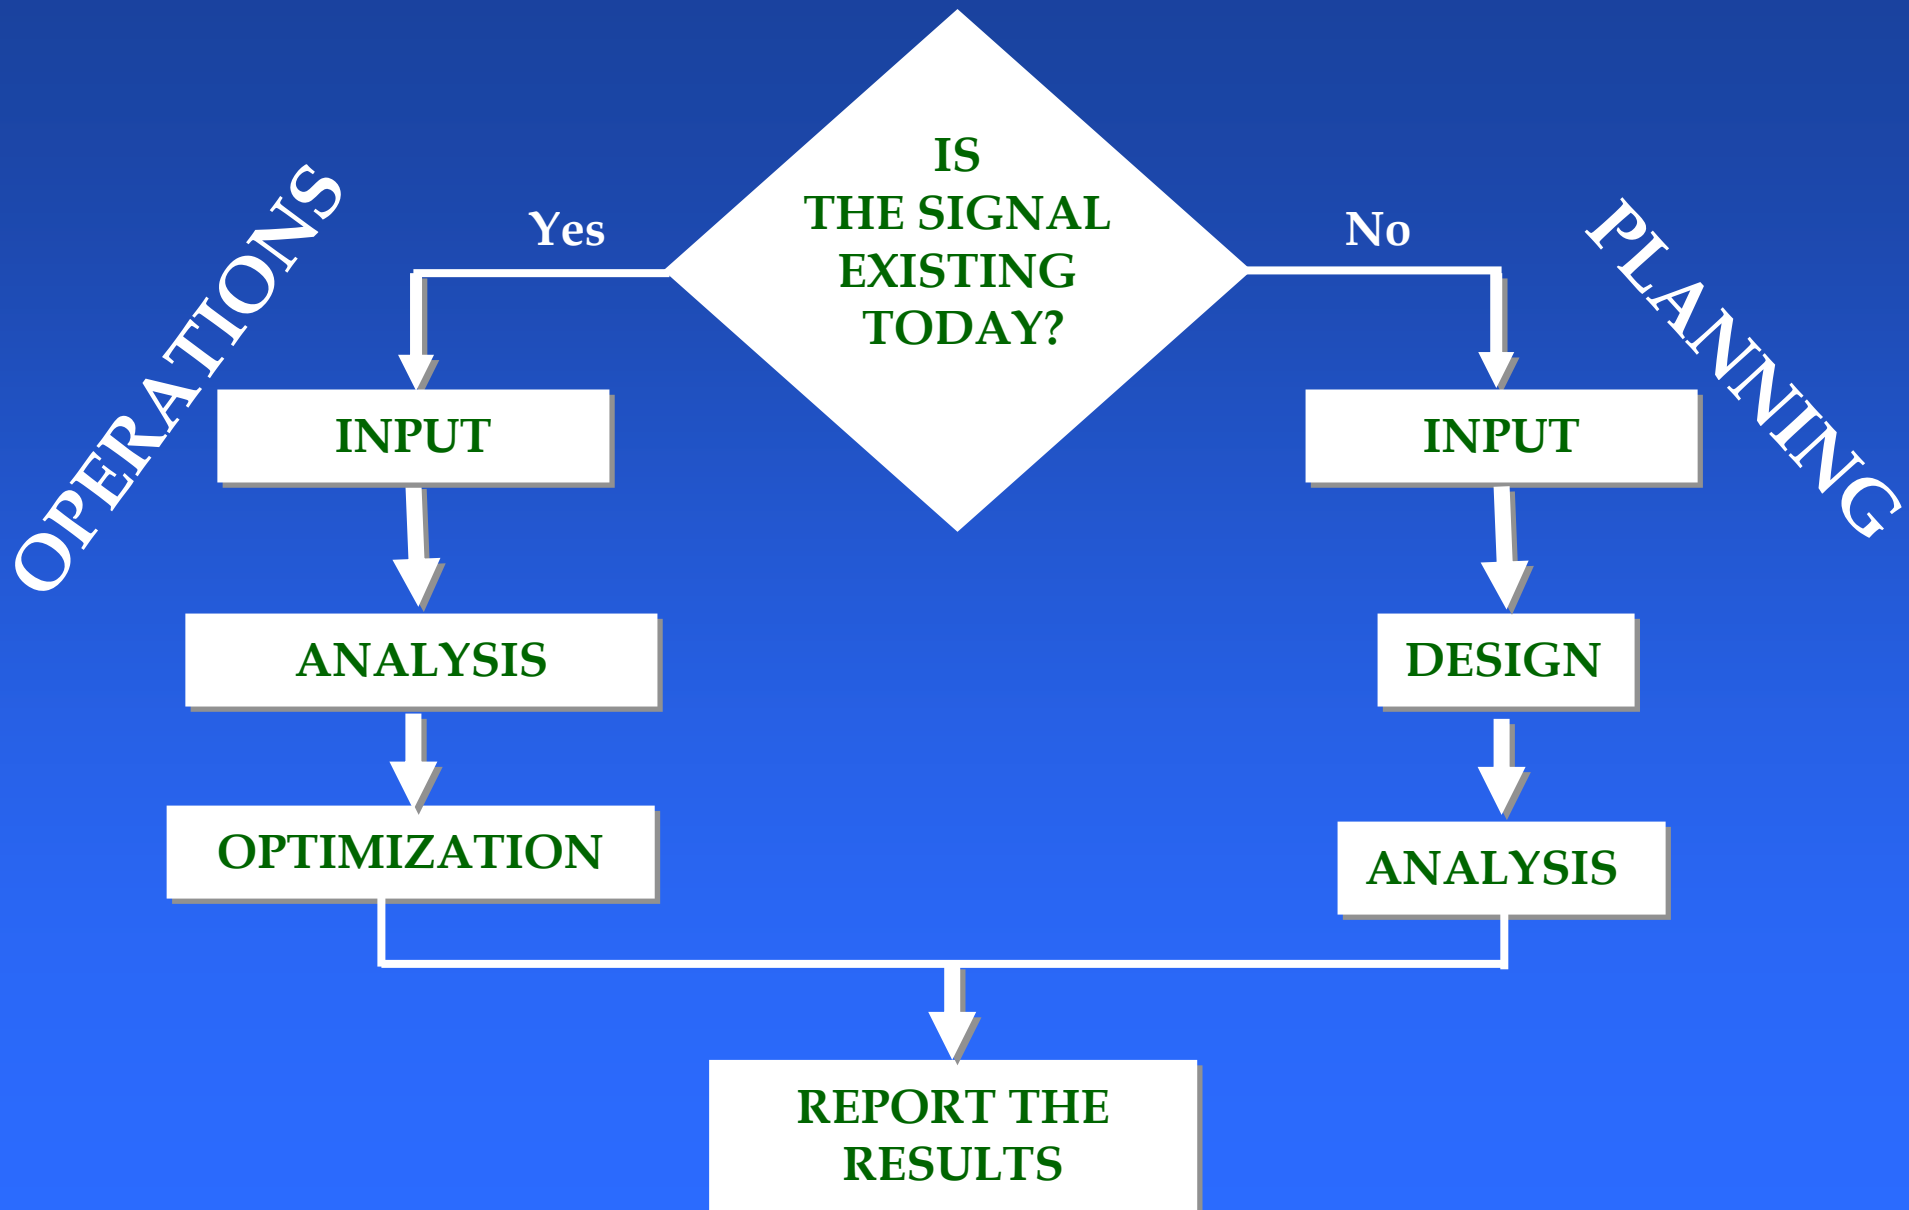 IS
THE SIGNAL
EXISTING
TODAY?
Yes
No
OPERATIONS
PLANNING
INPUT
INPUT
ANALYSIS
DESIGN
OPTIMIZATION
ANALYSIS
REPORT THE
RESULTS